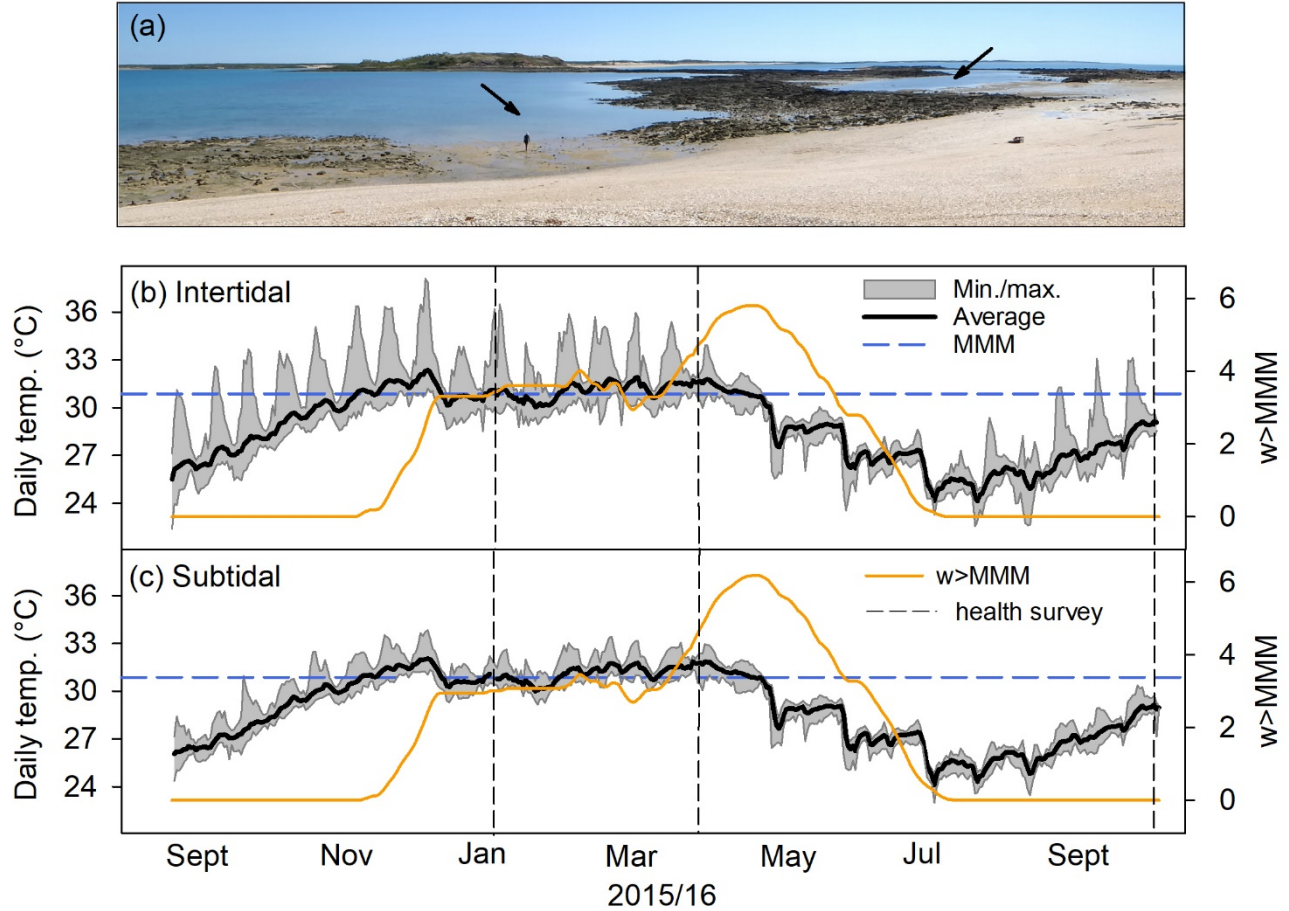 (a)
(b) Intertidal
Min./max.
Average
MMM
Daily temp. (°C)
36
33
30
27
24
6
4
2
0
w>MMM
(c) Subtidal
w>MMM
health survey
Daily temp. (°C)
36
33
30
27
24
6
4
2
0
w>MMM
Sept Nov Jan Mar May Jul Sept
2015/16